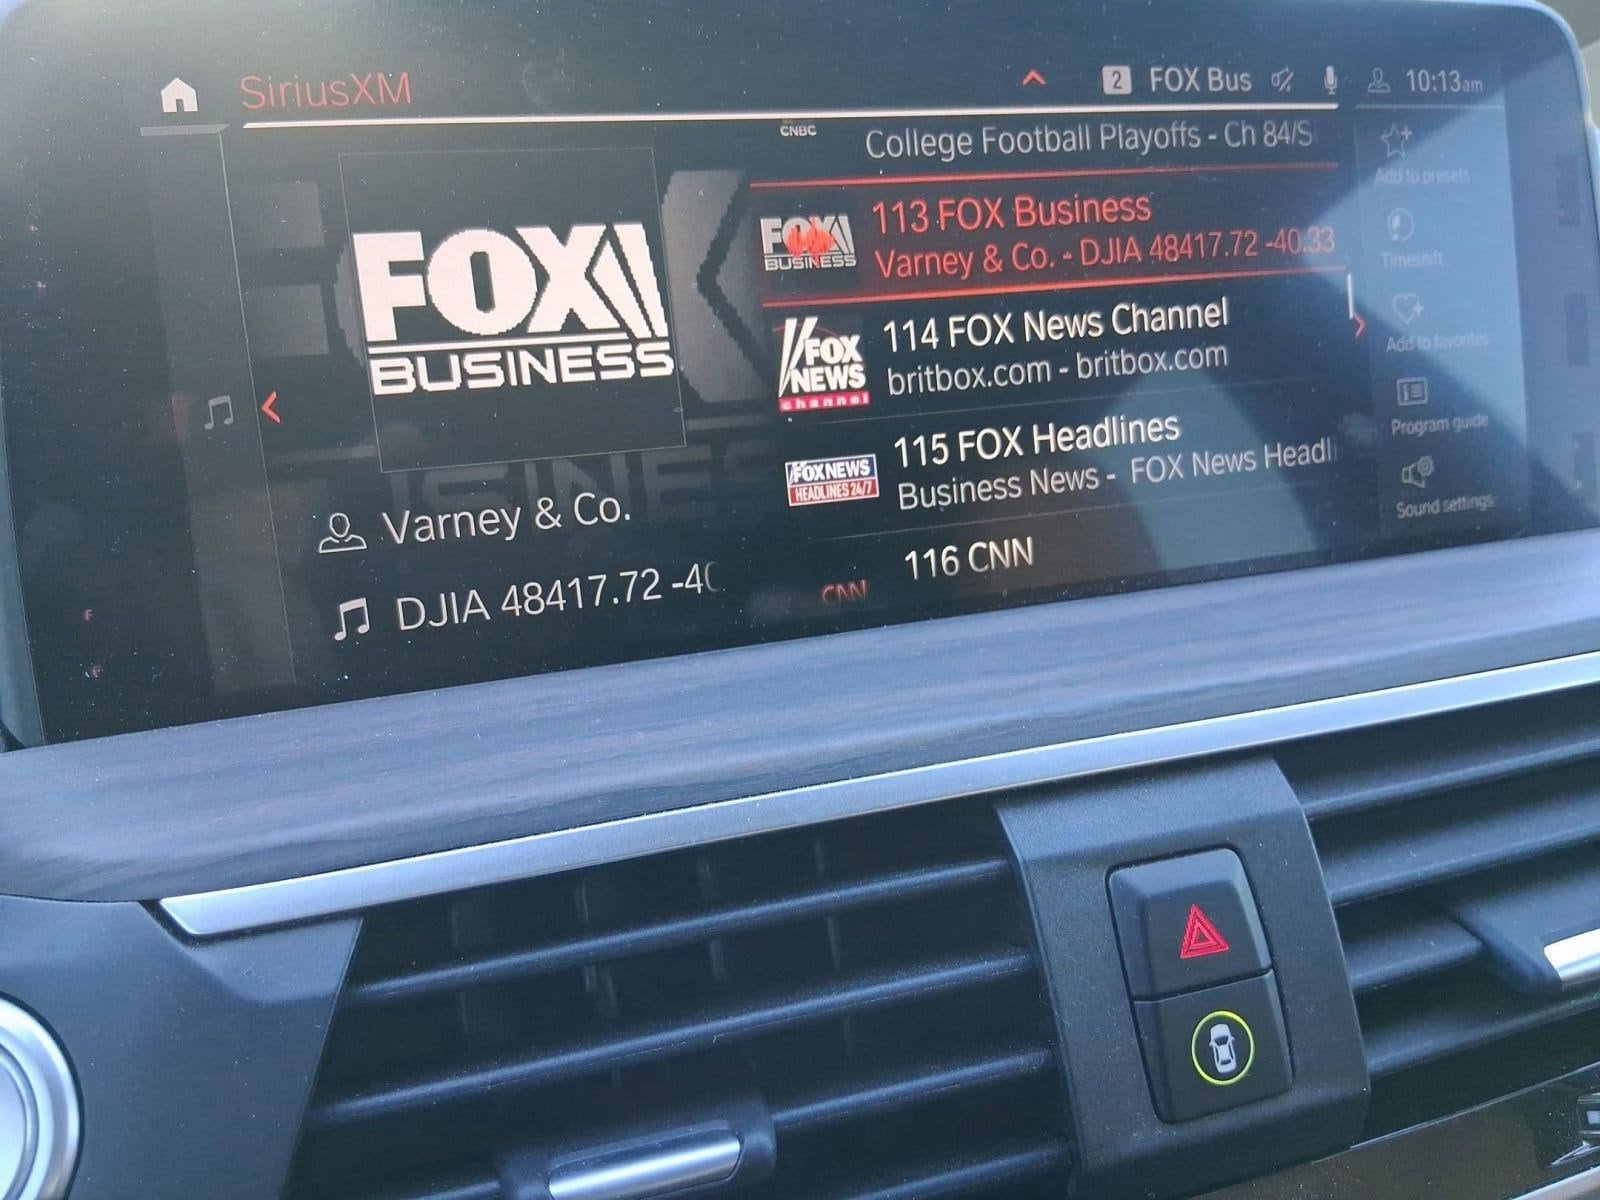 SiriusXM
2 FOX Bus 10:13am
FOX
BUSINESS
Varney & Co.
DJIA 48417.72 -40
CNBC
College Football Playoffs - Ch 84/S
FOX
BUSINESS
113 FOX Business
Varney & Co. - DJIA 48417.72 -40.33
FOX
NEWS
channel
114 FOX News Channel
britbox.com - britbox.com
FOX NEWS
HEADLINES 24/7
115 FOX Headlines
Business News - FOX News Headl
CNN
116 CNN
Add to presets
Timeshift
Add to favorites
Program guide
Sound settings